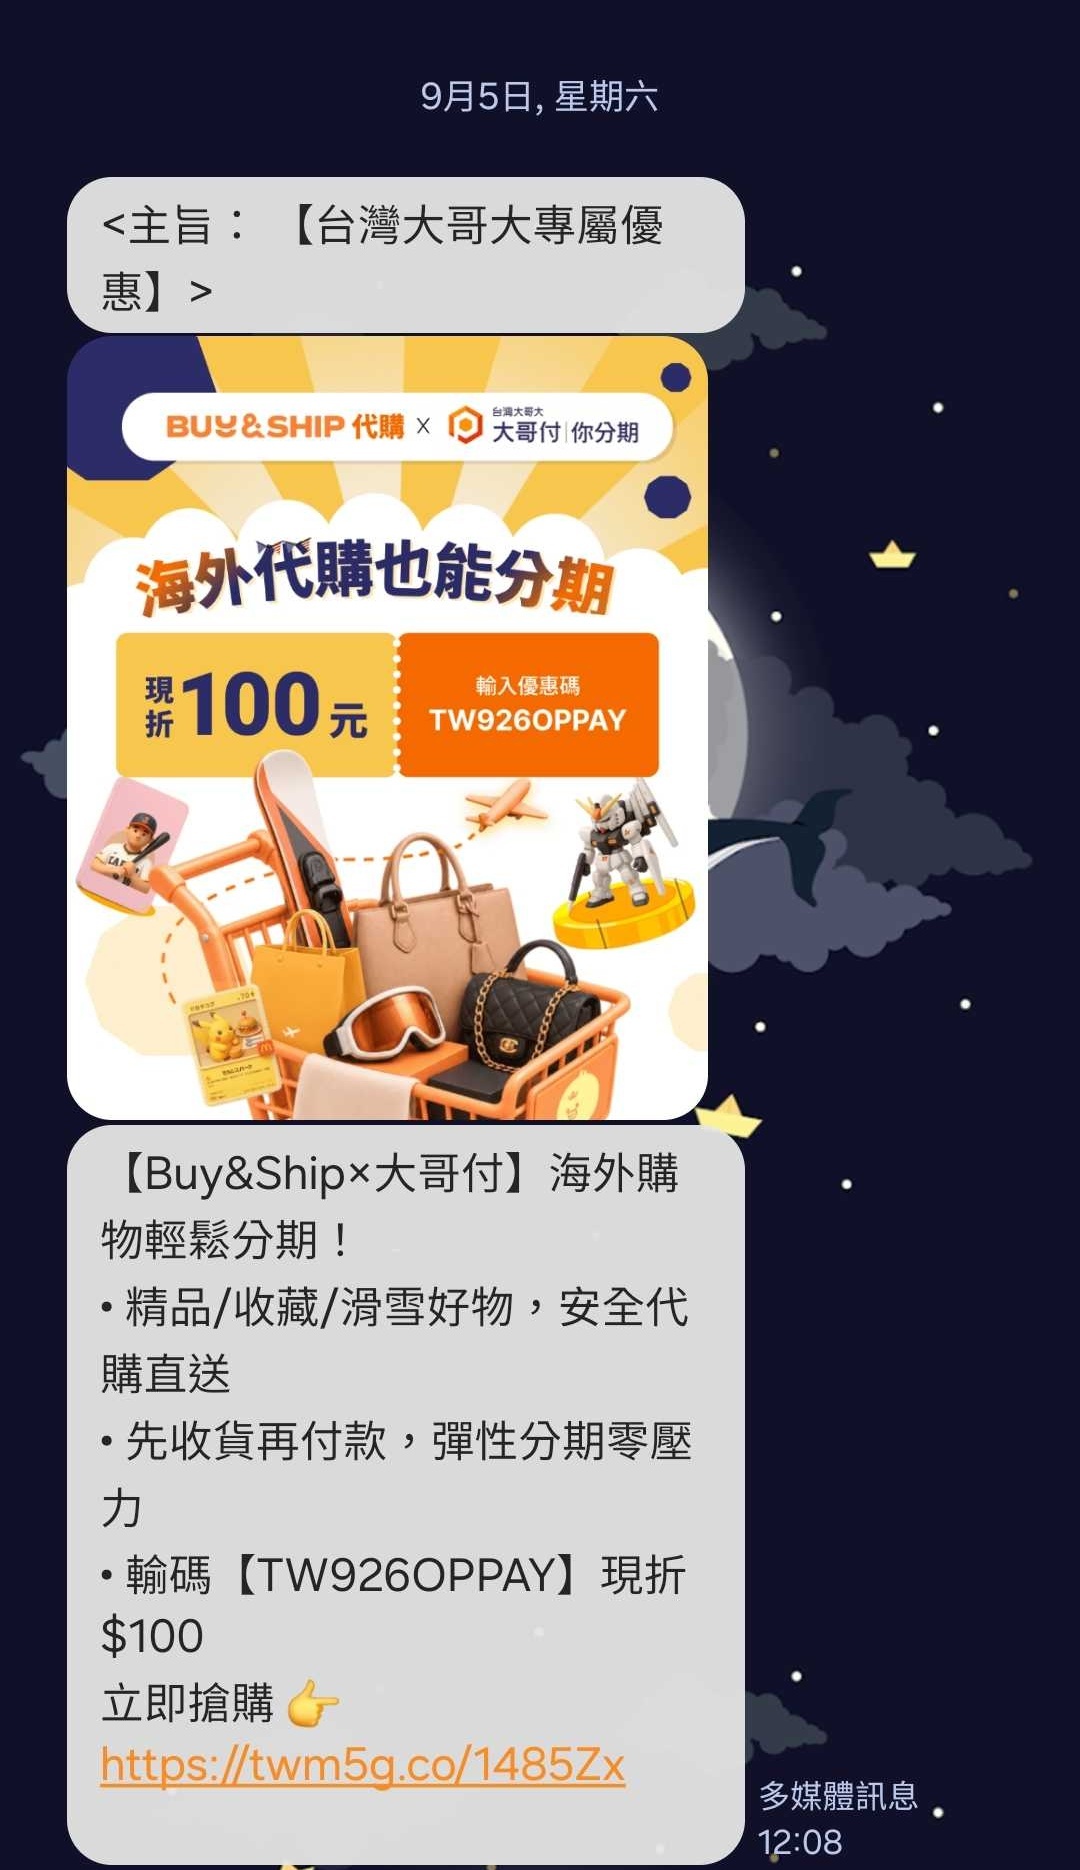 9月5日, 星期六
<主旨： 【台灣大哥大專屬優
惠】>
BUY&SHIP 代購 X 台灣大哥大 大哥付|你分期
海外代購也能分期
現折100元
輸入優惠碼
TW926OPPAY
【Buy&Ship×大哥付】海外購
物輕鬆分期！
• 精品/收藏/滑雪好物，安全代
購直送
• 先收貨再付款，彈性分期零壓
力
• 輸碼【TW926OPPAY】現折
$100
立即搶購 👉
https://twm5g.co/1485Zx
多媒體訊息
12:08